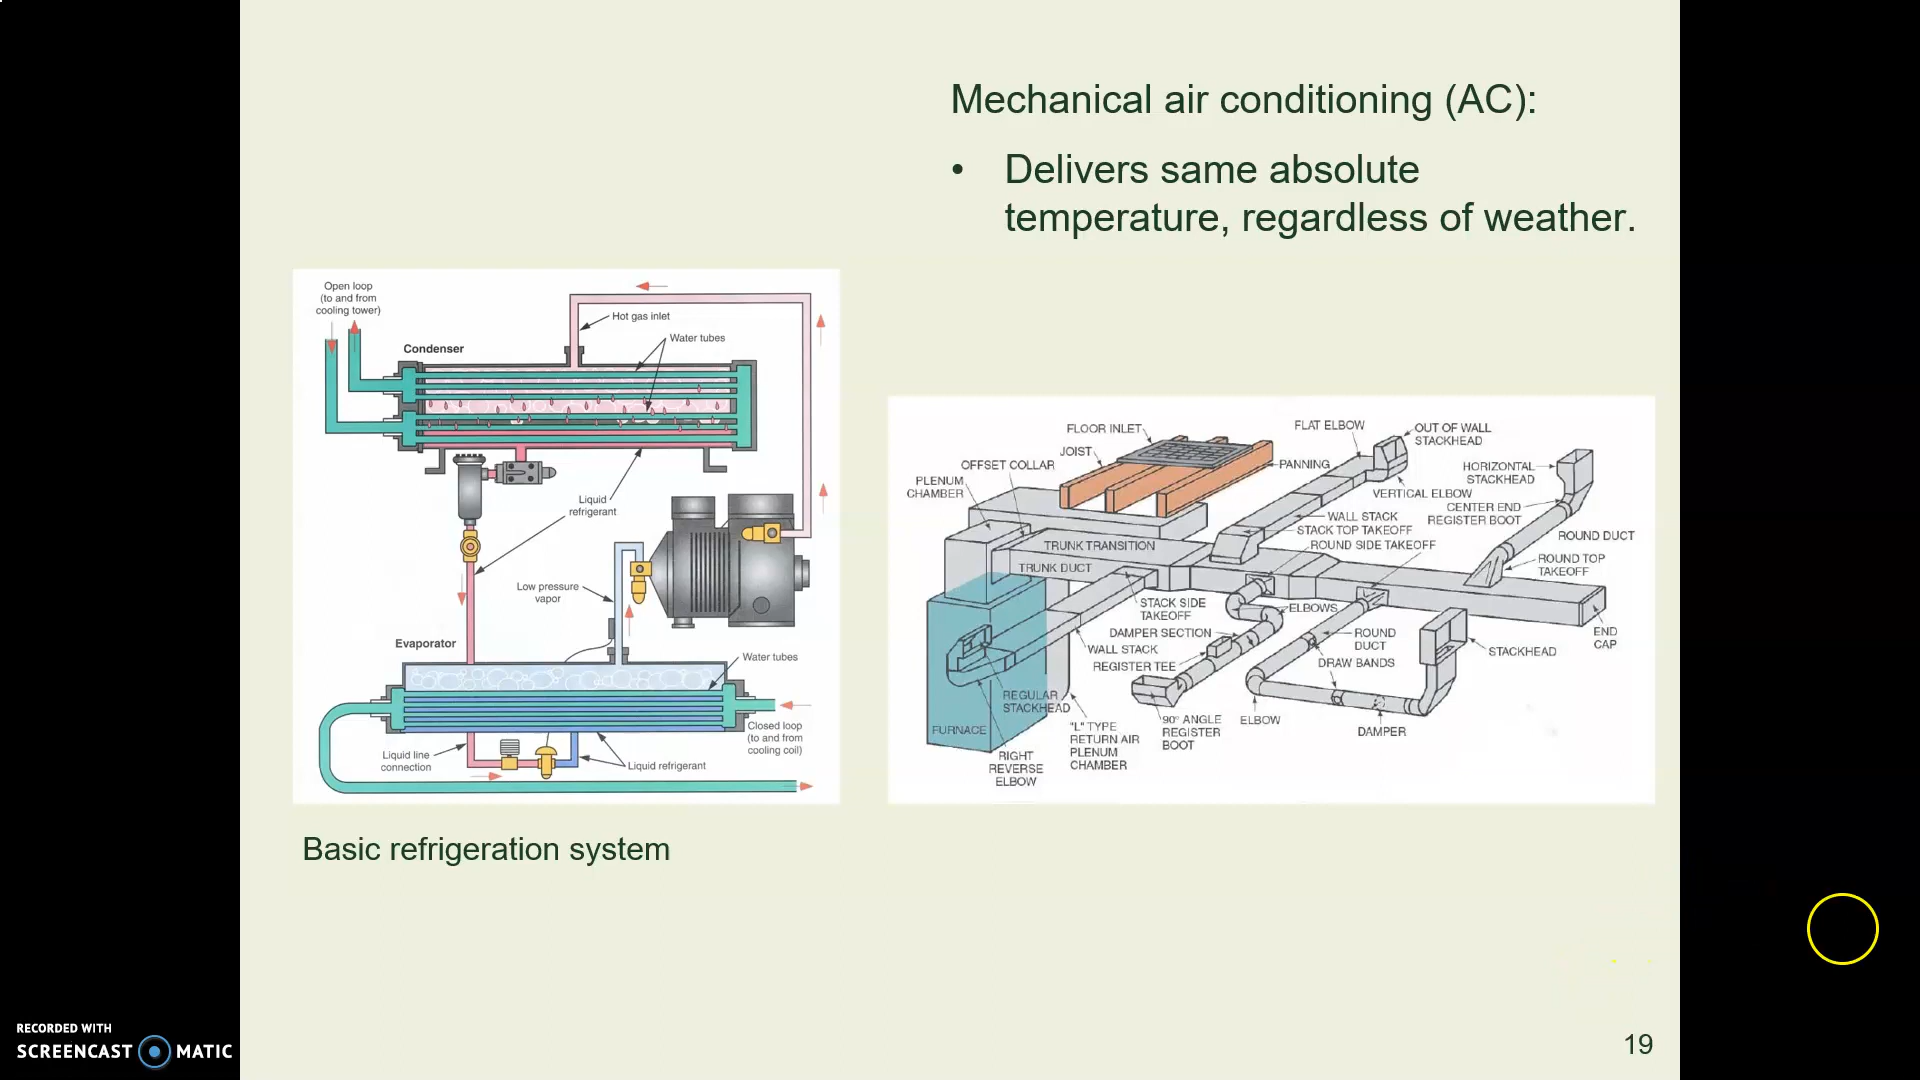 Mechanical air conditioning (AC):
• Delivers same absolute
temperature, regardless of weather.
Open loop
(to and from
cooling tower)
Hot gas inlet
Water tubes
Condenser
Liquid
refrigerant
Low pressure
vapor
Evaporator
Water tubes
Closed loop
(to and from
cooling coil)
Liquid line
connection
Liquid refrigerant
Basic refrigeration system
FLOOR INLET
JOIST
OFFSET COLLAR
PLENUM
CHAMBER
PANNING
FLAT ELBOW
OUT OF WALL
STACKHEAD
HORIZONTAL
STACKHEAD
VERTICAL ELBOW
CENTER END
REGISTER BOOT
WALL STACK
STACK TOP TAKEOFF
ROUND SIDE TAKEOFF
ROUND DUCT
ROUND TOP
TAKEOFF
TRUNK TRANSITION
TRUNK DUCT
STACK SIDE
TAKEOFF
ELBOWS
DAMPER SECTION
WALL STACK
REGISTER TEE
ROUND
DUCT
DRAW BANDS
STACKHEAD
END
CAP
REGULAR
STACKHEAD
FURNACE
"L" TYPE
RETURN AIR
PLENUM
CHAMBER
90° ANGLE
REGISTER
BOOT
ELBOW
DAMPER
RIGHT
REVERSE
ELBOW
RECORDED WITH
SCREENCAST MATIC
19